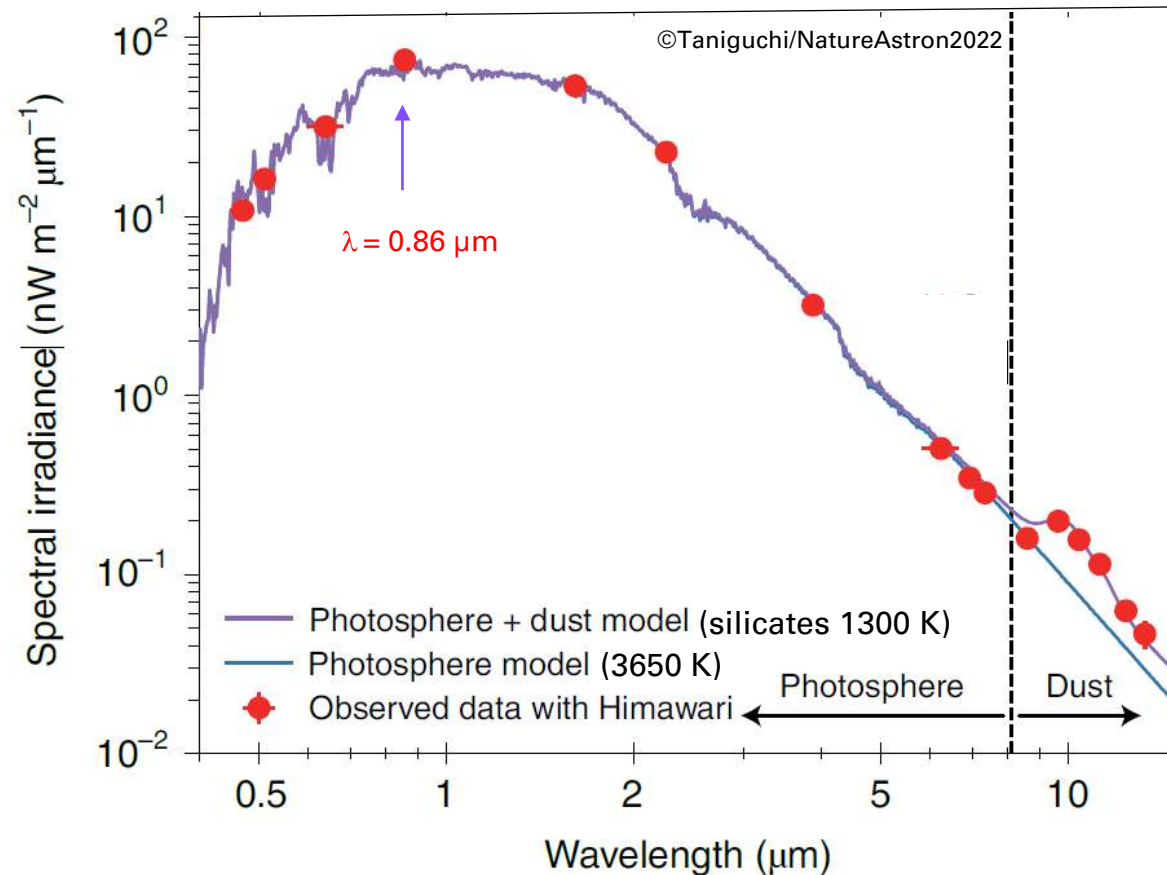 ©Taniguchi/NatureAstron2022
10²
10¹
10⁰
10⁻¹
10⁻²
Spectral irradiance| (nW m⁻² μm⁻¹)
λ = 0.86 µm
Photosphere + dust model (silicates 1300 K)
Photosphere model (3650 K)
Observed data with Himawari
Photosphere
Dust
0.5 1 2 5 10
Wavelength (μm)